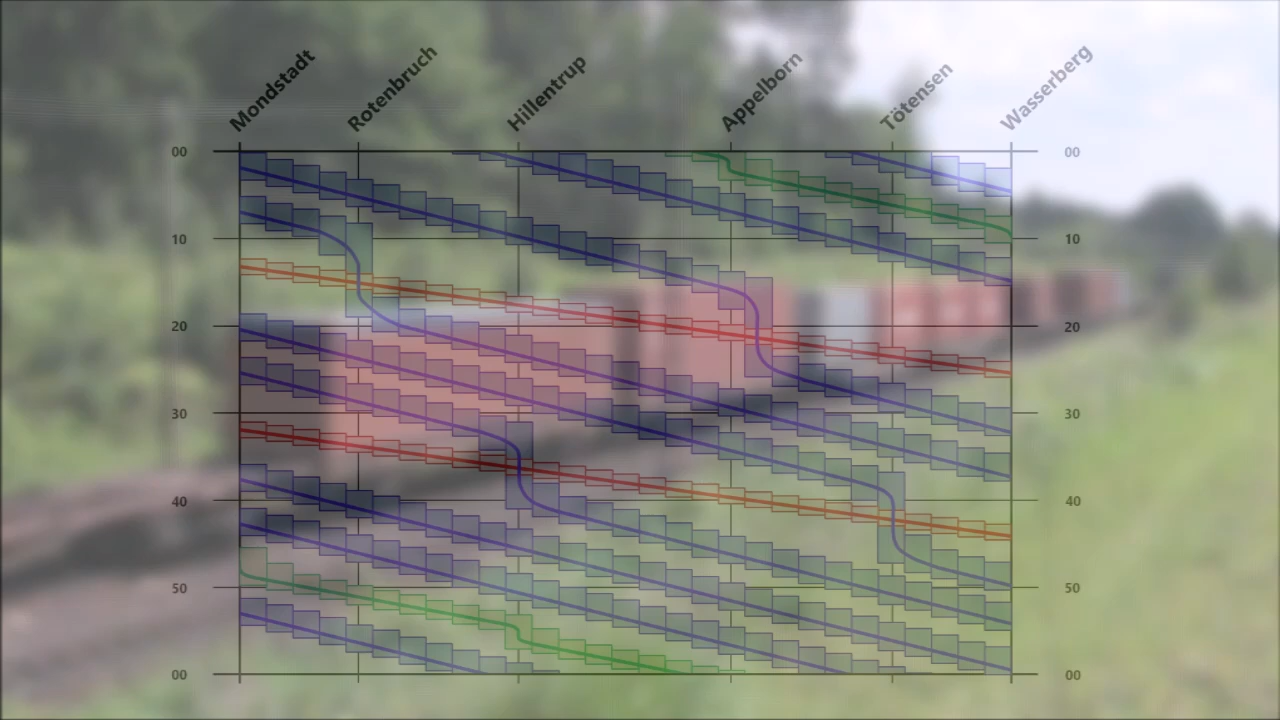 Mondstadt
Rotenbruch
Hillentrup
Appelborn
Tötensen
Wasserberg
00 00
10 10
20 20
30 30
40 40
50 50
00 00